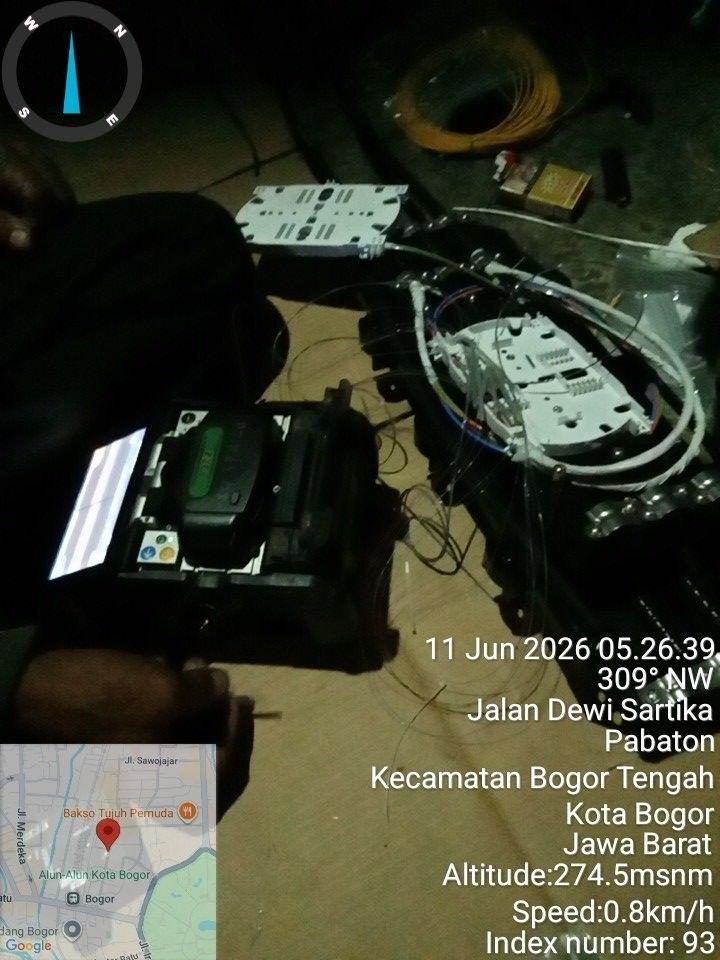 W
N
S
E
11 Jun 2026 05.26.39
309° NW
Jalan Dewi Sartika
Pabaton
Kecamatan Bogor Tengah
Kota Bogor
Jawa Barat
Altitude:274.5msnm
Speed:0.8km/h
Index number: 93
Jl. Sawojajar
Jl. Merdeka
Bakso Tujuh Pemuda
Alun-Alun Kota Bogor
Bogor
dang Bogor
Google